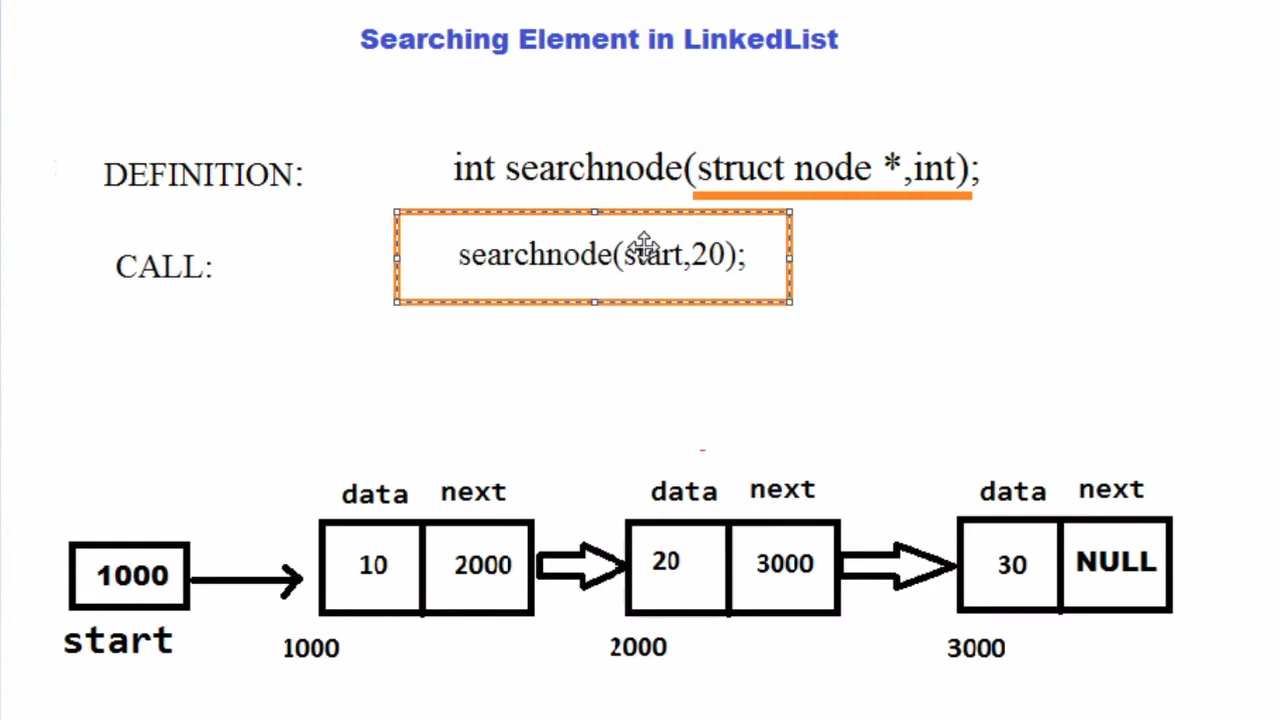 Searching Element in LinkedList
DEFINITION: int searchnode(struct node *,int);
CALL: searchnode(start,20);
data next data next data next
1000 10 2000 20 3000 30 NULL
start 1000 2000 3000